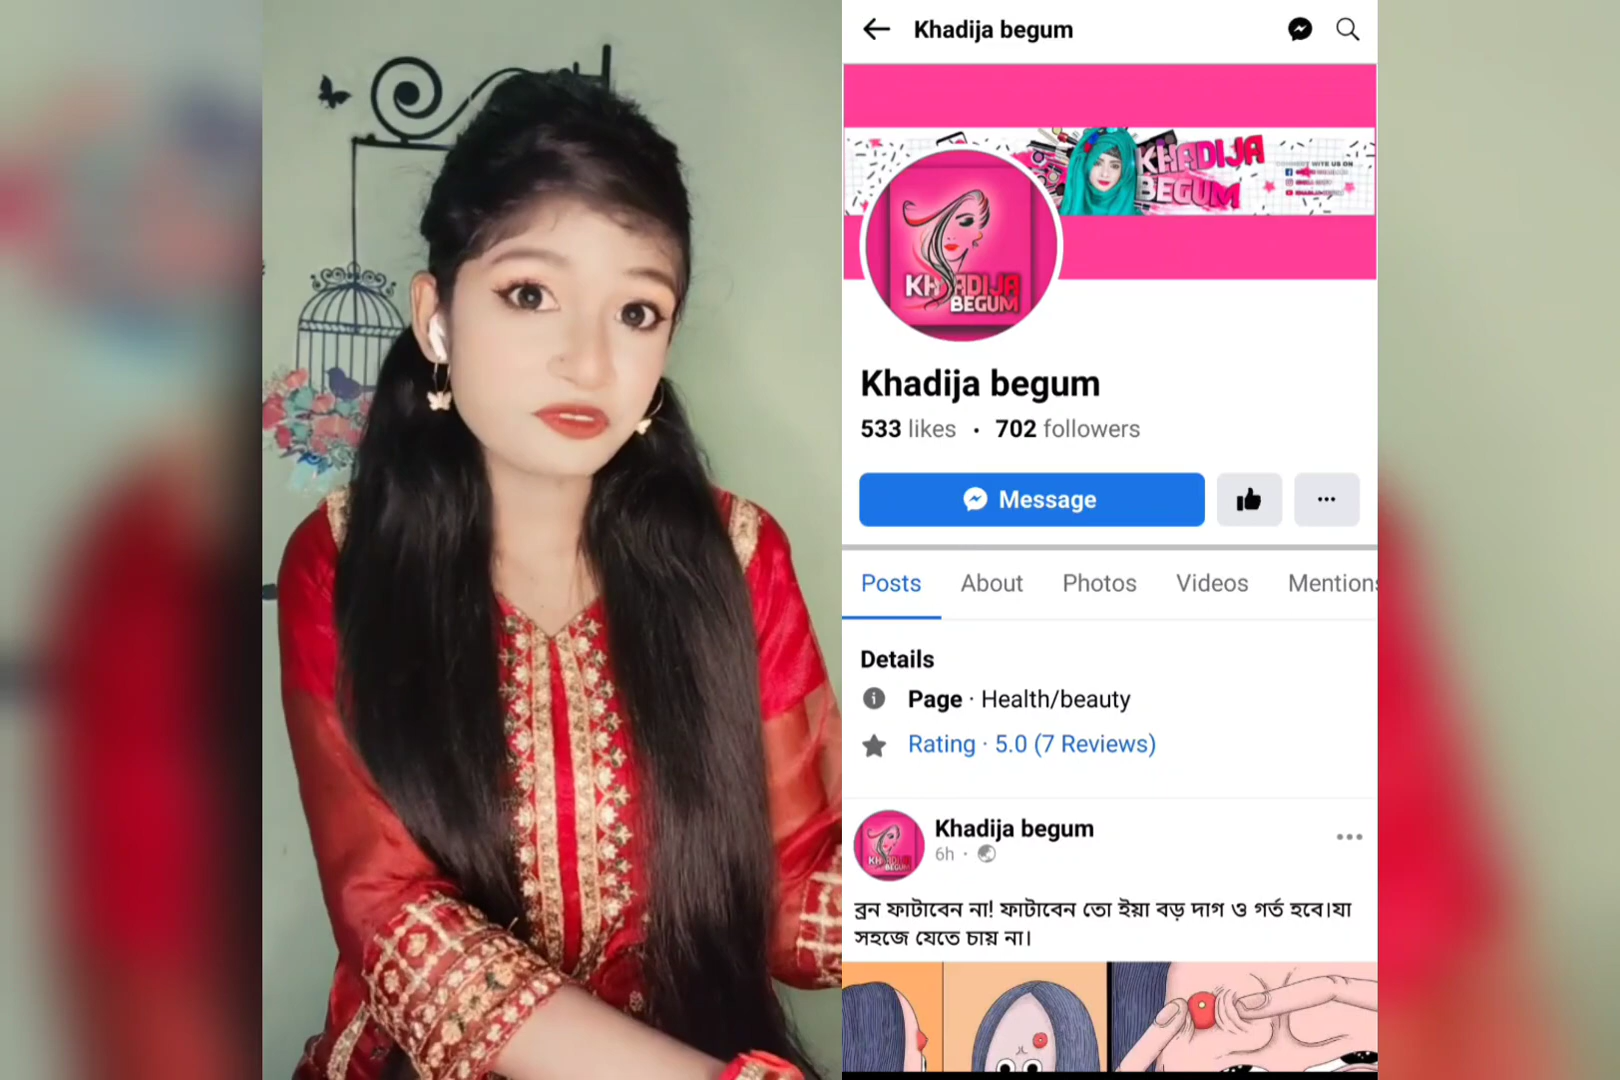 Khadija begum
KHADIJA
BEGUM
KHADIJA
BEGUM
Khadija begum
533 likes · 702 followers
Message
Posts About Photos Videos Mentions
Details
Page · Health/beauty
Rating · 5.0 (7 Reviews)
Khadija begum
6h ·
ব্রন ফাটাবেন না! ফাটাবেন তো ইয়া বড় দাগ ও গর্ত হবে।যা
সহজে যেতে চায় না।